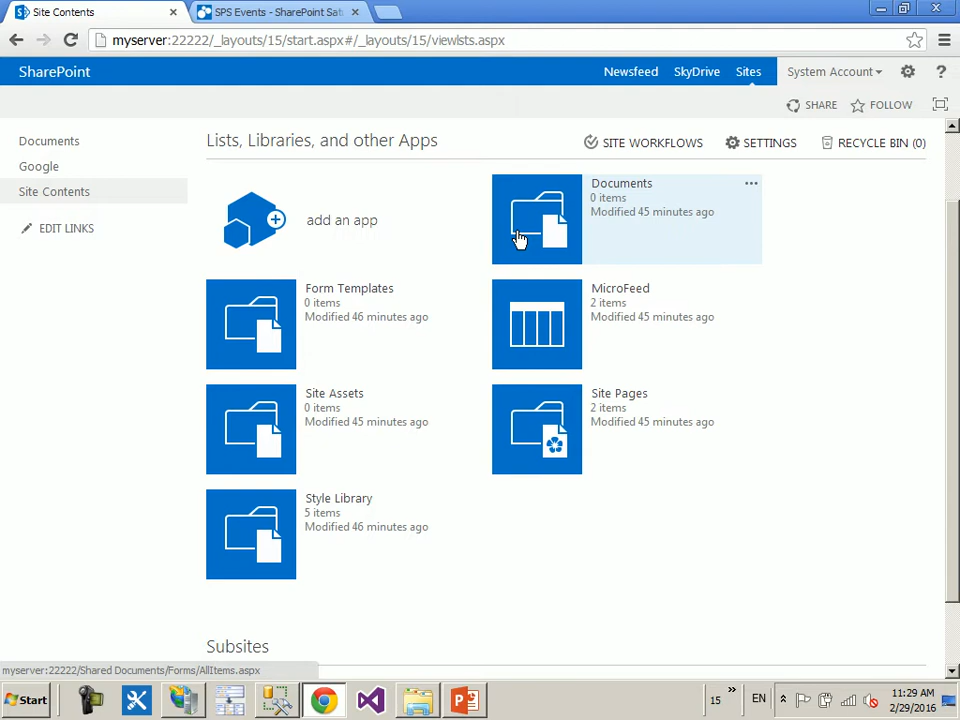 Site Contents
SPS Events - SharePoint Sat
myserver:22222/_layouts/15/start.aspx#/_layouts/15/viewlsts.aspx
SharePoint
Newsfeed
SkyDrive
Sites
System Account
?
SHARE
FOLLOW
Documents
Google
Site Contents
EDIT LINKS
Lists, Libraries, and other Apps
SITE WORKFLOWS
SETTINGS
RECYCLE BIN (0)
add an app
Documents
0 items
Modified 45 minutes ago
Form Templates
0 items
Modified 46 minutes ago
MicroFeed
2 items
Modified 45 minutes ago
Site Assets
0 items
Modified 45 minutes ago
Site Pages
2 items
Modified 45 minutes ago
Style Library
5 items
Modified 46 minutes ago
Subsites
myserver:22222/Shared Documents/Forms/AllItems.aspx
Start
15
EN
11:29 AM
2/29/2016